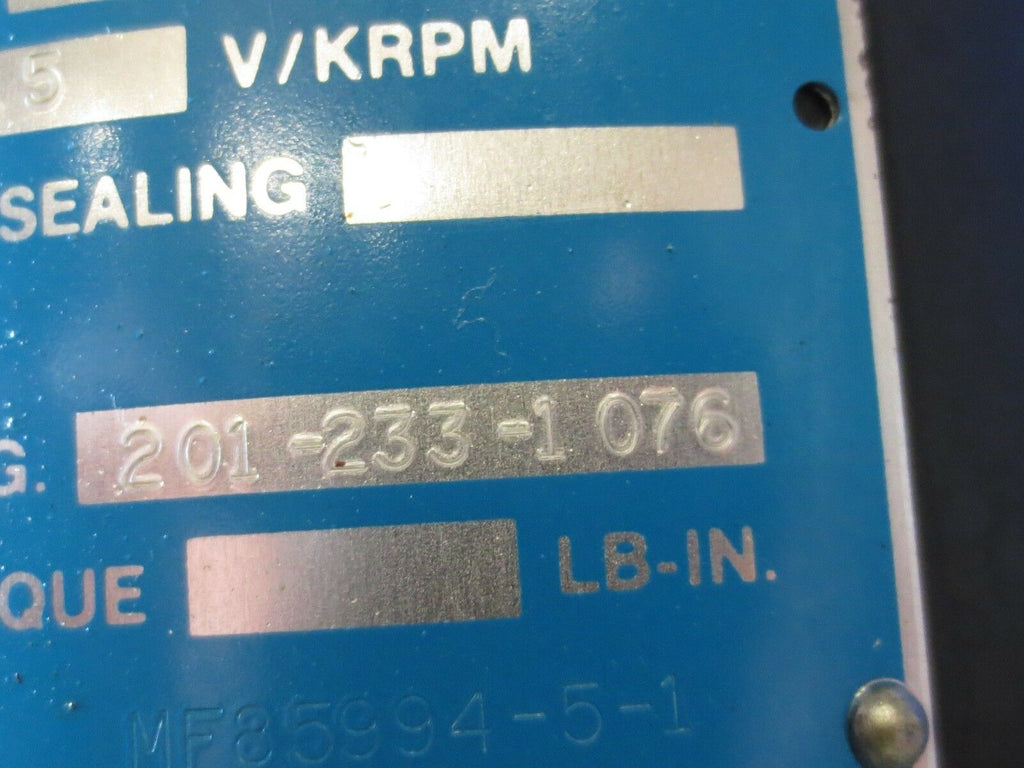 .5 V/KRPM
SEALING
G. 201-233-1076
QUE LB-IN.
MF85994-5-1